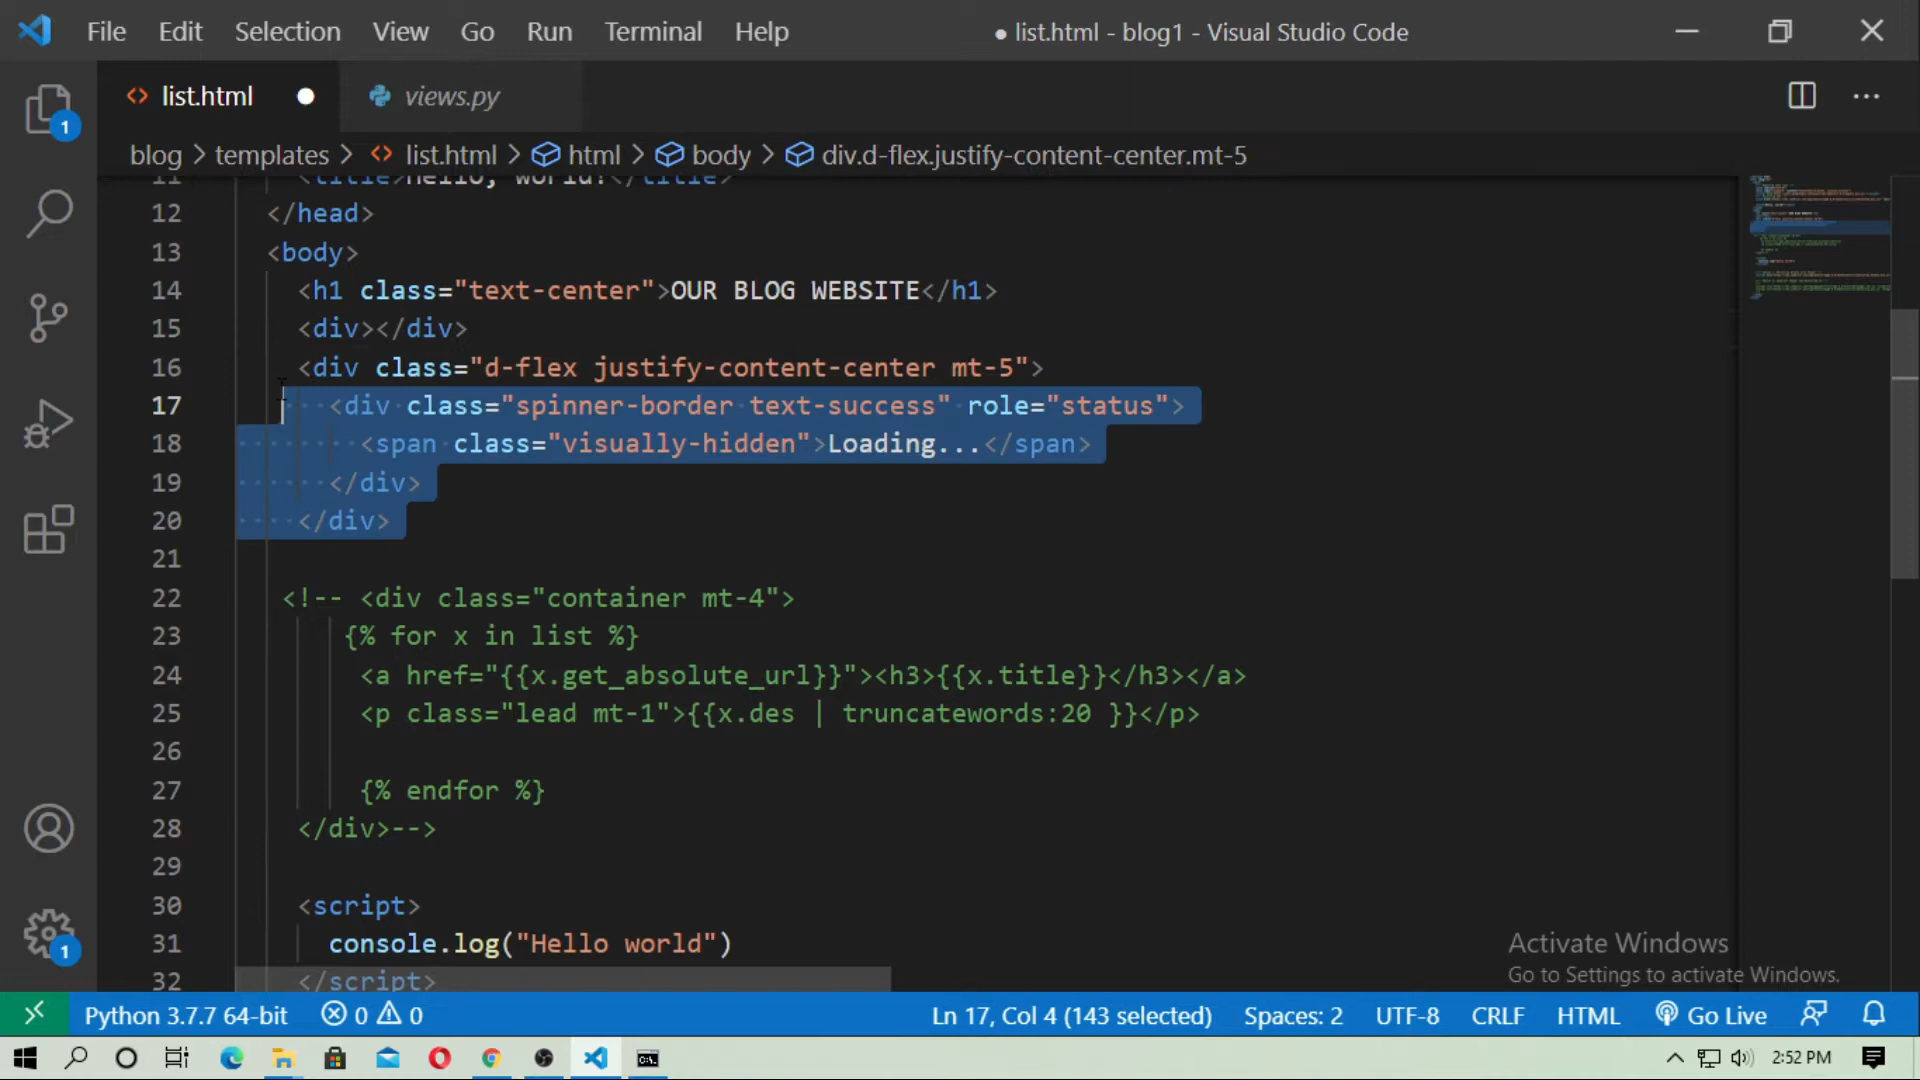 File Edit Selection View Go Run Terminal Help ● list.html - blog1 - Visual Studio Code
list.html views.py
1
blog > templates > list.html > html > body > div.d-flex.justify-content-center.mt-5
11 <title>Hello, world!</title>
12 </head>
13 <body>
14 <h1 class="text-center">OUR BLOG WEBSITE</h1>
15 <div></div>
16 <div class="d-flex justify-content-center mt-5">
17 <div class="spinner-border text-success" role="status">
18 <span class="visually-hidden">Loading...</span>
19 </div>
20 </div>
21
22 <!-- <div class="container mt-4">
23 {% for x in list %}
24 <a href="{{x.get_absolute_url}}"><h3>{{x.title}}</h3></a>
25 <p class="lead mt-1">{{x.des | truncatewords:20 }}</p>
26
27 {% endfor %}
28 </div>-->
29
30 <script>
31 console.log("Hello world")
32 </script>
1
Activate Windows
Go to Settings to activate Windows.
Python 3.7.7 64-bit 0 0 Ln 17, Col 4 (143 selected) Spaces: 2 UTF-8 CRLF HTML Go Live
2:52 PM